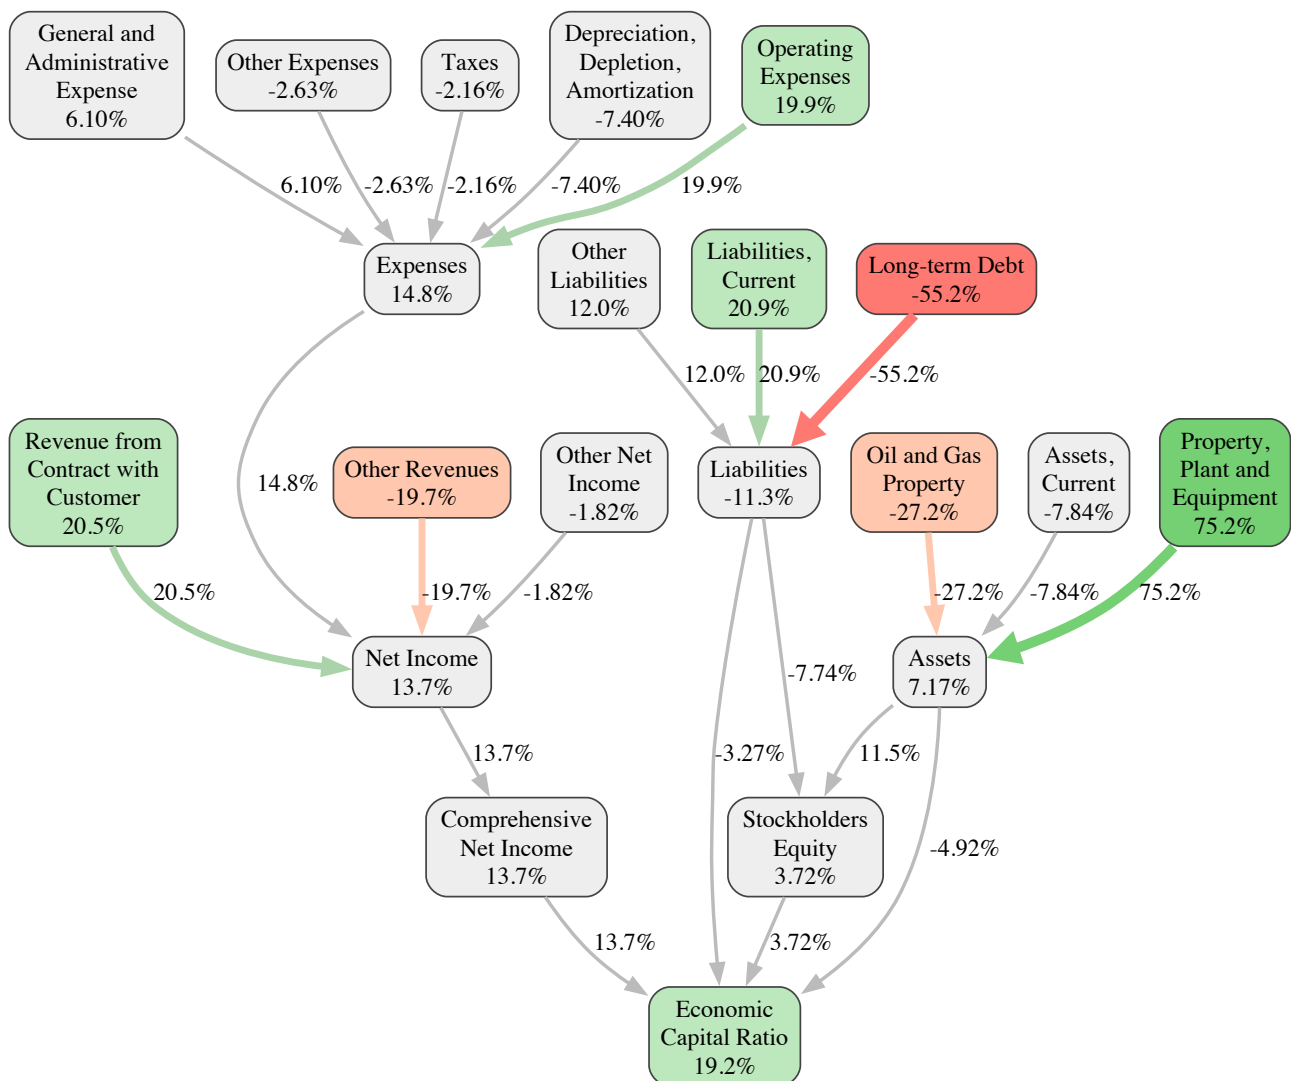 General and
Administrative
Expense
6.10%
Other Expenses
-2.63%
Taxes
-2.16%
Depreciation,
Depletion,
Amortization
-7.40%
Operating
Expenses
19.9%
6.10%
-2.63%
-2.16%
-7.40%
19.9%
Expenses
14.8%
Other
Liabilities
12.0%
Liabilities,
Current
20.9%
Long-term Debt
-55.2%
12.0%
20.9%
-55.2%
Revenue from
Contract with
Customer
20.5%
14.8%
Other Revenues
-19.7%
Other Net
Income
-1.82%
Liabilities
-11.3%
Oil and Gas
Property
-27.2%
Assets,
Current
-7.84%
Property,
Plant and
Equipment
75.2%
20.5%
-19.7%
-1.82%
-27.2%
-7.84%
75.2%
Net Income
13.7%
-7.74%
Assets
7.17%
13.7%
-3.27%
11.5%
Comprehensive
Net Income
13.7%
Stockholders
Equity
3.72%
-4.92%
13.7%
3.72%
Economic
Capital Ratio
19.2%